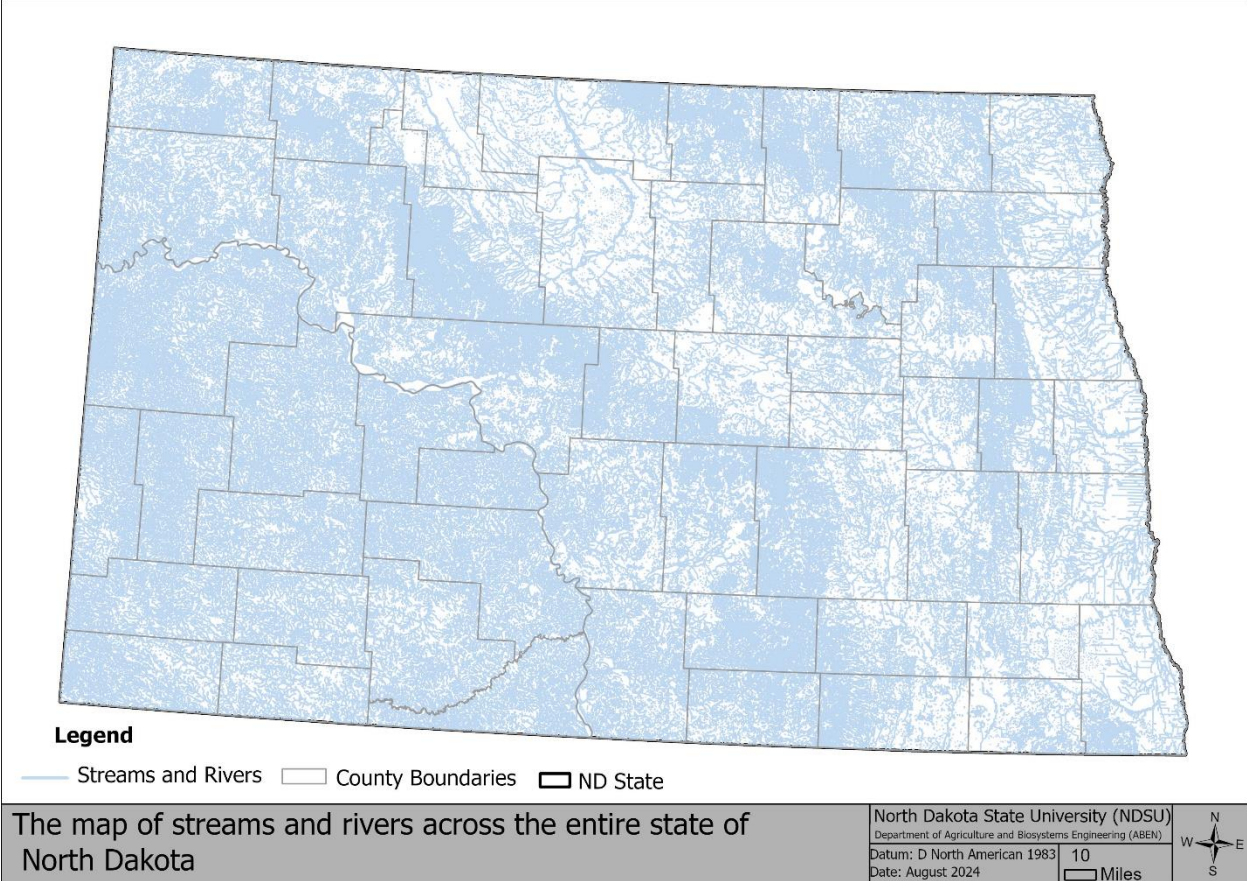 Legend
Streams and Rivers County Boundaries ND State
The map of streams and rivers across the entire state of
North Dakota
North Dakota State University (NDSU)
Department of Agriculture and Biosystems Engineering (ABEN)
Datum: D North American 1983
Date: August 2024
10
Miles
N
W E
S